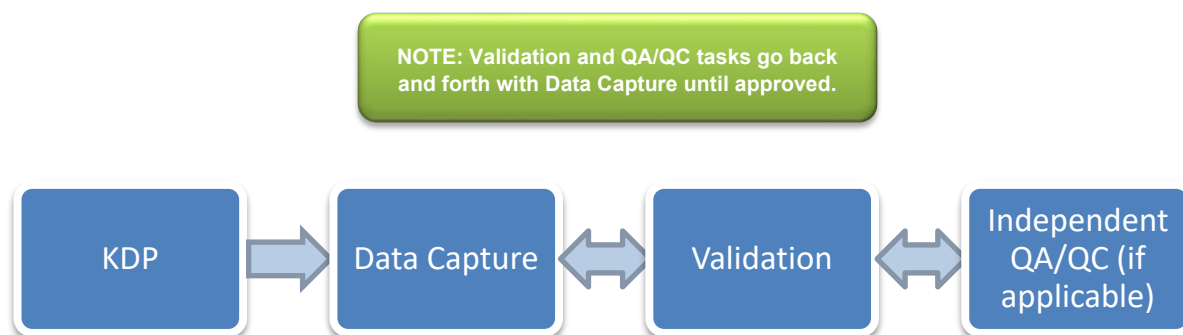 NOTE: Validation and QA/QC tasks go back
and forth with Data Capture until approved.
KDP
Data Capture
Validation
Independent
QA/QC (if
applicable)